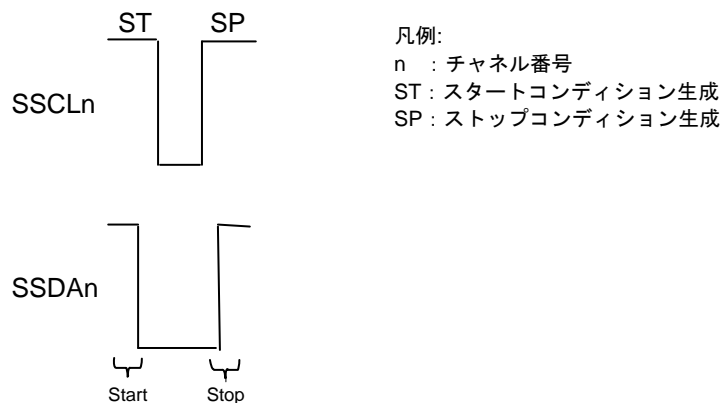 ST SP
SSCLn
SSDAn
Start Stop
凡例:
n ：チャネル番号
ST：スタートコンディション生成
SP：ストップコンディション生成